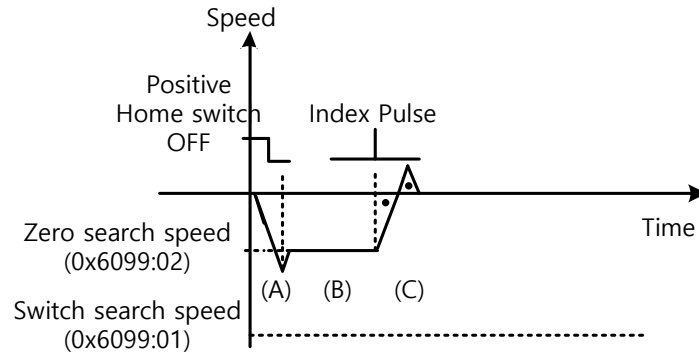 Speed
Positive
Home switch
OFF
Index Pulse
Time
Zero search speed
(0x6099:02)
(A)
(B)
(C)
Switch search speed
(0x6099:01)